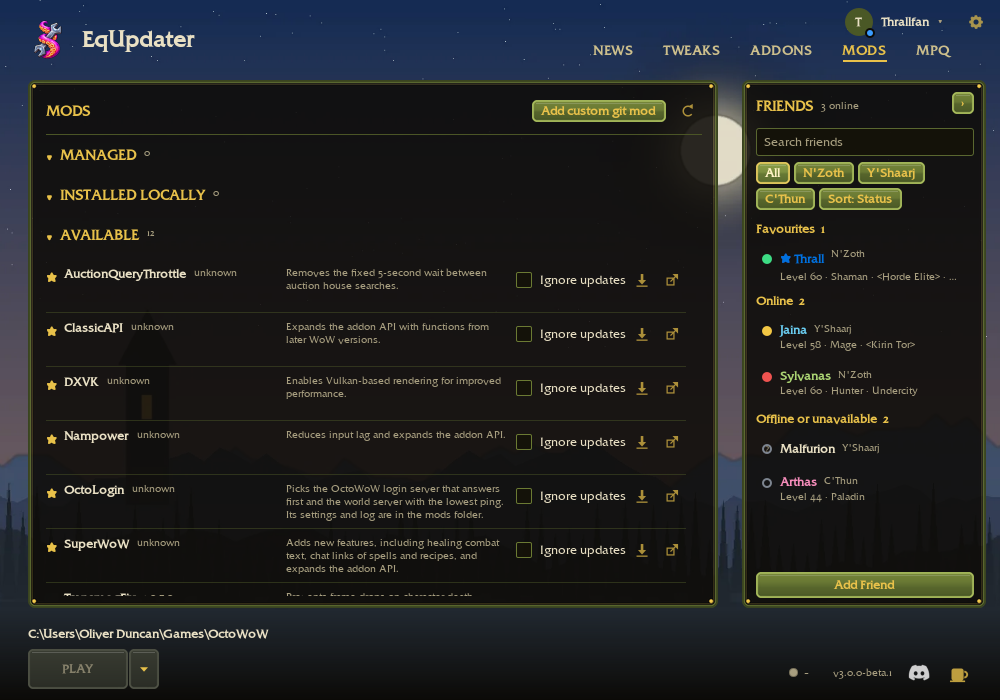 EqUpdater
T
Thrallfan
NEWS
TWEAKS
ADDONS
MODS
MPQ
MODS
Add custom git mod
MANAGED 0
INSTALLED LOCALLY 0
AVAILABLE 12
AuctionQueryThrottle unknown
Removes the fixed 5-second wait between
auction house searches.
Ignore updates
ClassicAPI unknown
Expands the addon API with functions from
later WoW versions.
Ignore updates
DXVK unknown
Enables Vulkan-based rendering for improved
performance.
Ignore updates
Nampower unknown
Reduces input lag and expands the addon API.
Ignore updates
OctoLogin unknown
Picks the OctoWoW login server that answers
first and the world server with the lowest ping.
Its settings and log are in the mods folder.
Ignore updates
SuperWoW unknown
Adds new features, including healing combat
text, chat links of spells and recipes, and
expands the addon API.
Ignore updates
FRIENDS 3 online
Search friends
All
N'Zoth
Y'Shaarj
C'Thun
Sort: Status
Favourites 1
Thrall N'Zoth
Level 60 · Shaman · <Horde Elite> · ...
Online 2
Jaina Y'Shaarj
Level 58 · Mage · <Kirin Tor>
Sylvanas N'Zoth
Level 60 · Hunter · Undercity
Offline or unavailable 2
Malfurion Y'Shaarj
Arthas C'Thun
Level 44 · Paladin
Add Friend
C:\Users\Oliver Duncan\Games\OctoWoW
PLAY
-
v3.0.0-beta.1